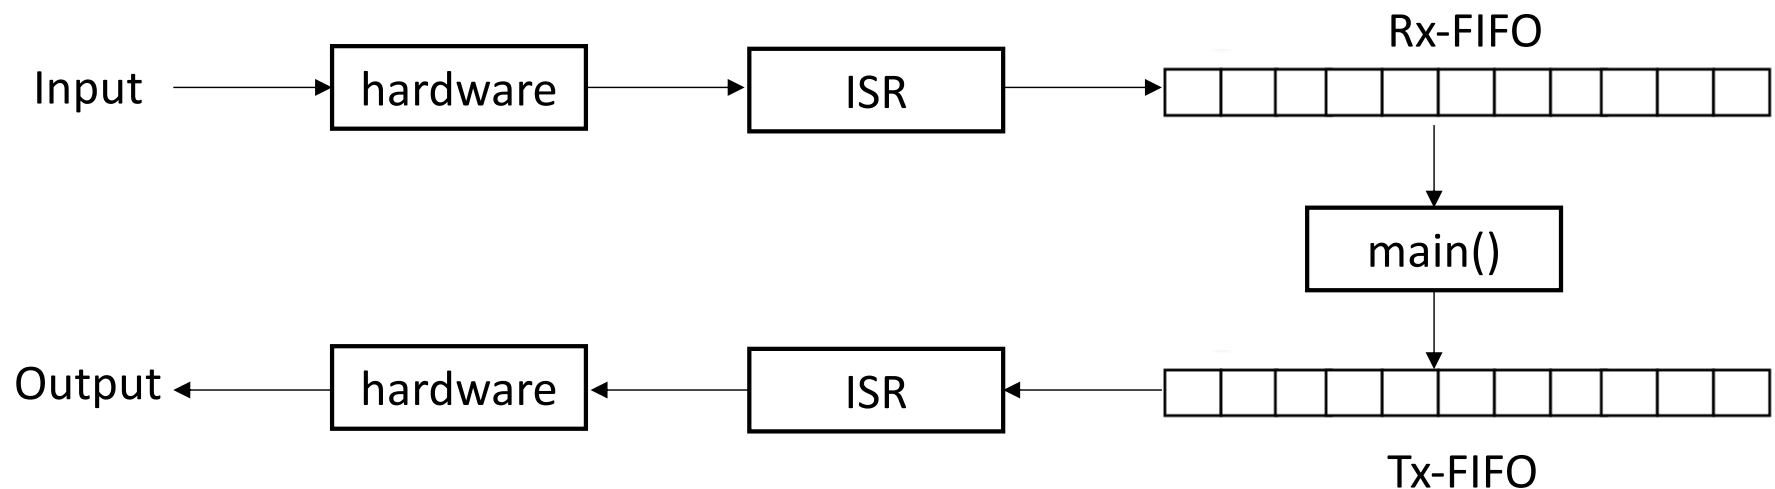 Rx-FIFO
Input
hardware
ISR
main()
Output
hardware
ISR
Tx-FIFO